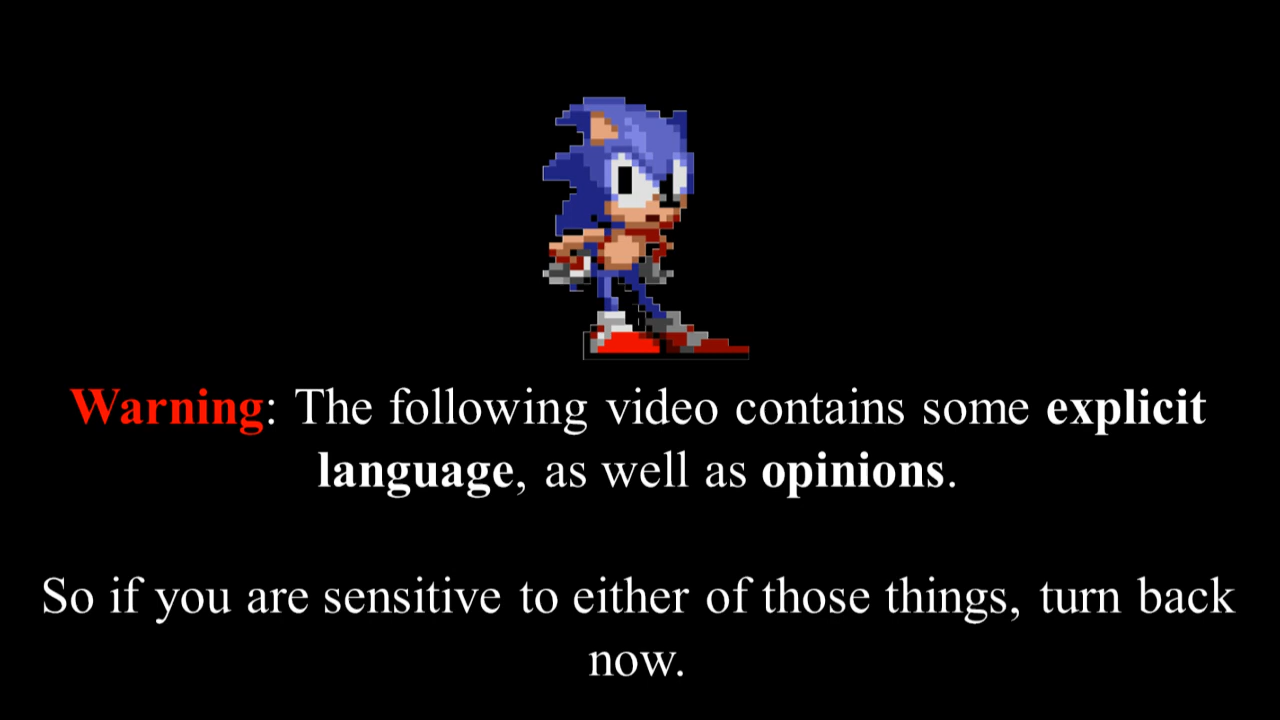 Warning: The following video contains some explicit
language, as well as opinions.
So if you are sensitive to either of those things, turn back
now.